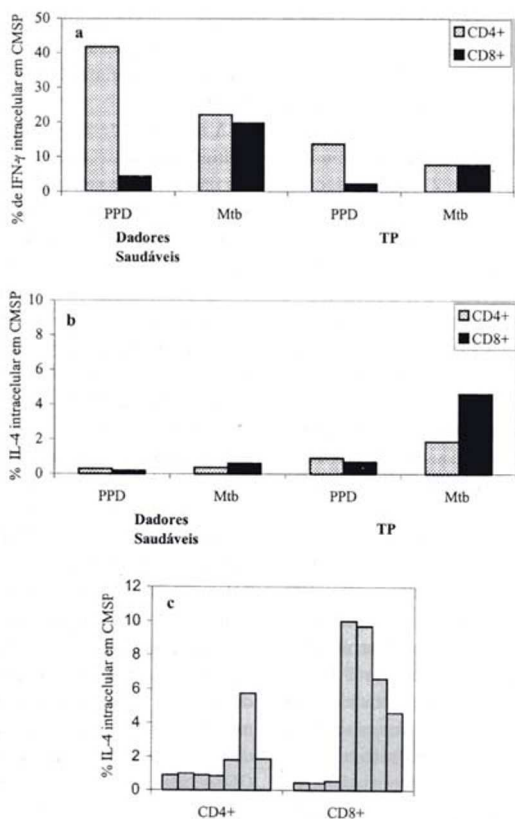 % de IFN-γ intracelular em CMSP
50
40
30
20
10
0
a
CD4+
CD8+
PPD
Mtb
PPD
Mtb
Dadores
Saudáveis
TP
% IL-4 intracelular em CMSP
10
8
6
4
2
0
b
CD4+
CD8+
PPD
Mtb
PPD
Mtb
Dadores
Saudáveis
TP
% IL-4 intracelular em CMSP
12
10
8
6
4
2
0
c
CD4+
CD8+